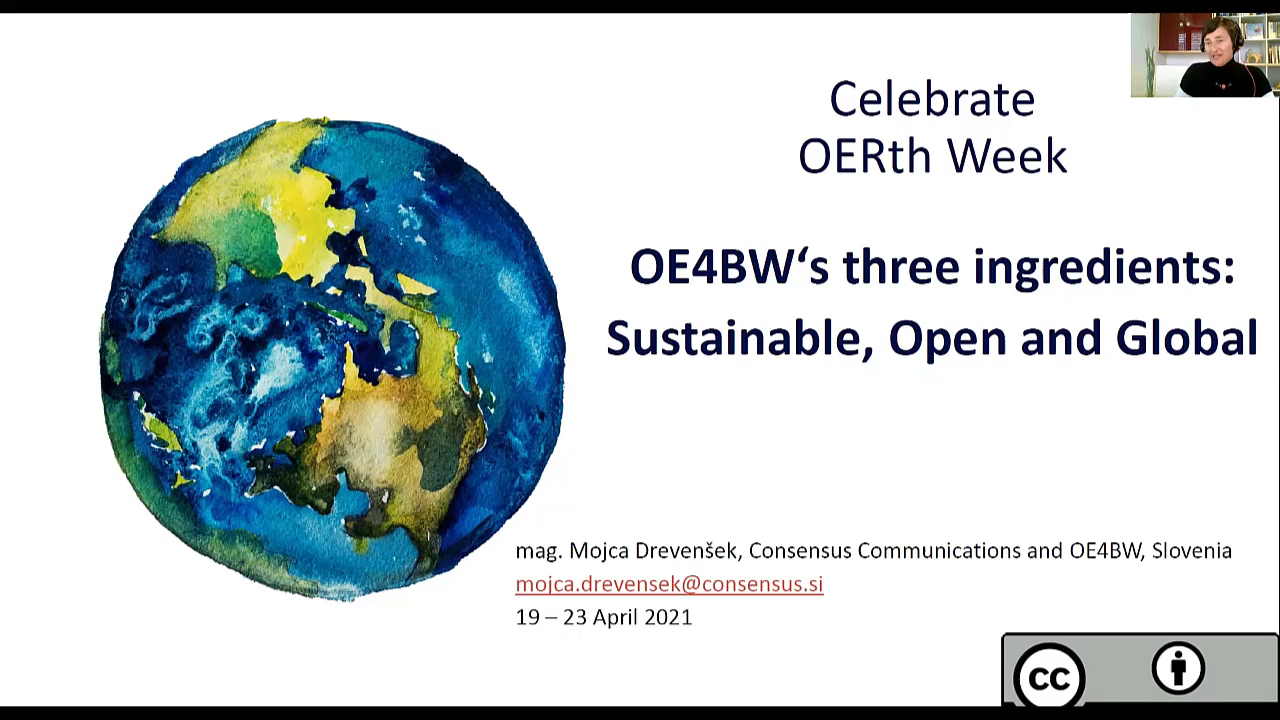 Celebrate
OERth Week
OE4BW‘s three ingredients:
Sustainable, Open and Global
mag. Mojca Drevenšek, Consensus Communications and OE4BW, Slovenia
mojca.drevensek@consensus.si
19 – 23 April 2021
cc